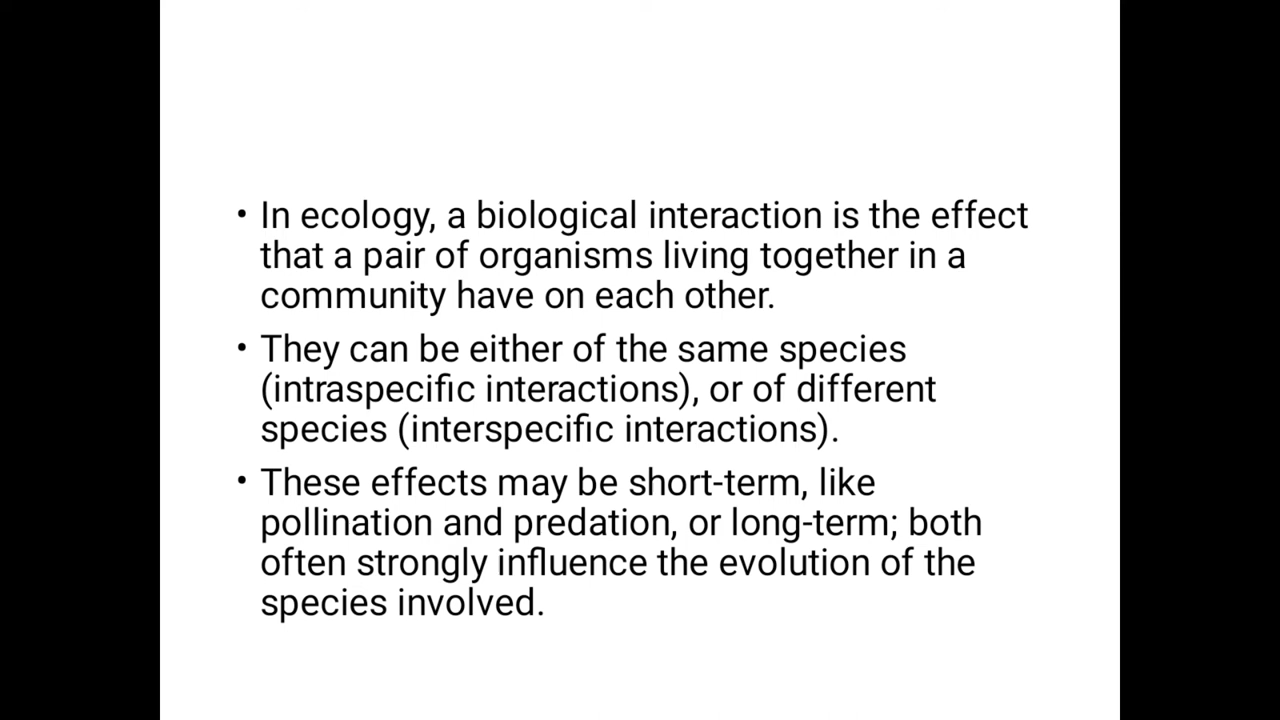 • In ecology, a biological interaction is the effect
that a pair of organisms living together in a
community have on each other.
• They can be either of the same species
(intraspecific interactions), or of different
species (interspecific interactions).
• These effects may be short-term, like
pollination and predation, or long-term; both
often strongly influence the evolution of the
species involved.